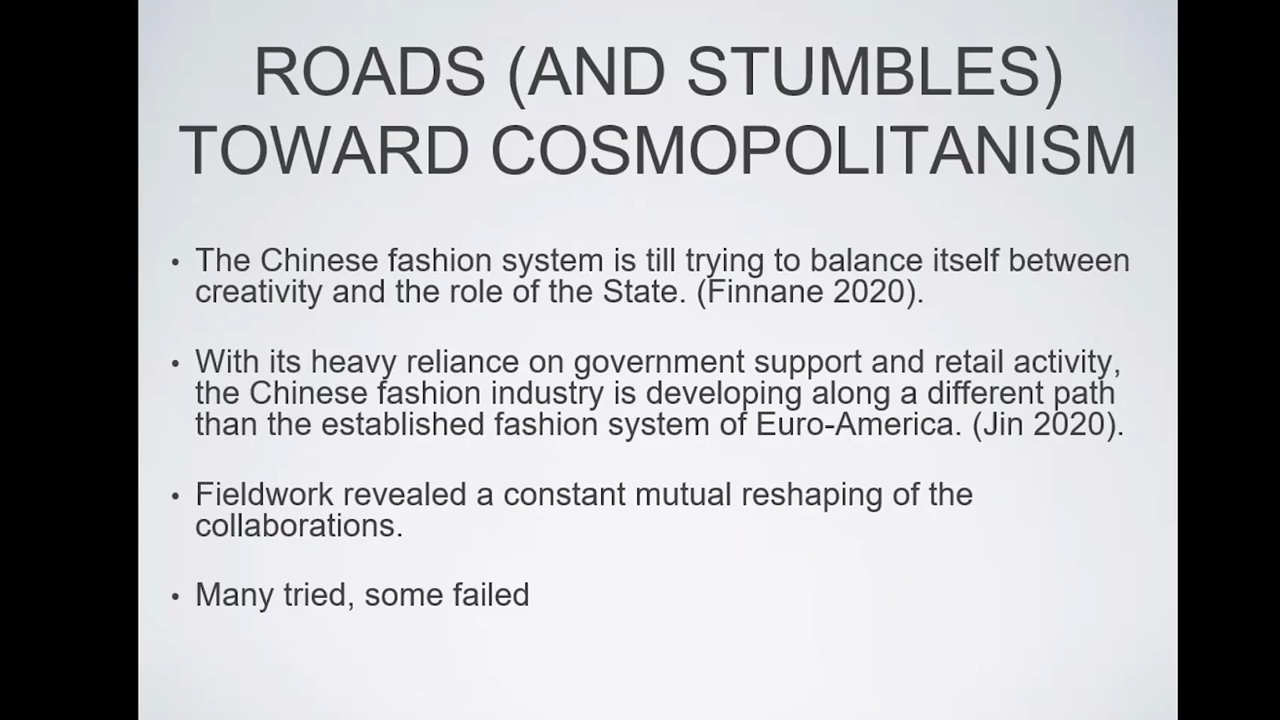 ROADS (AND STUMBLES)
TOWARD COSMOPOLITANISM
• The Chinese fashion system is till trying to balance itself between
creativity and the role of the State. (Finnane 2020).
• With its heavy reliance on government support and retail activity,
the Chinese fashion industry is developing along a different path
than the established fashion system of Euro-America. (Jin 2020).
• Fieldwork revealed a constant mutual reshaping of the
collaborations.
• Many tried, some failed